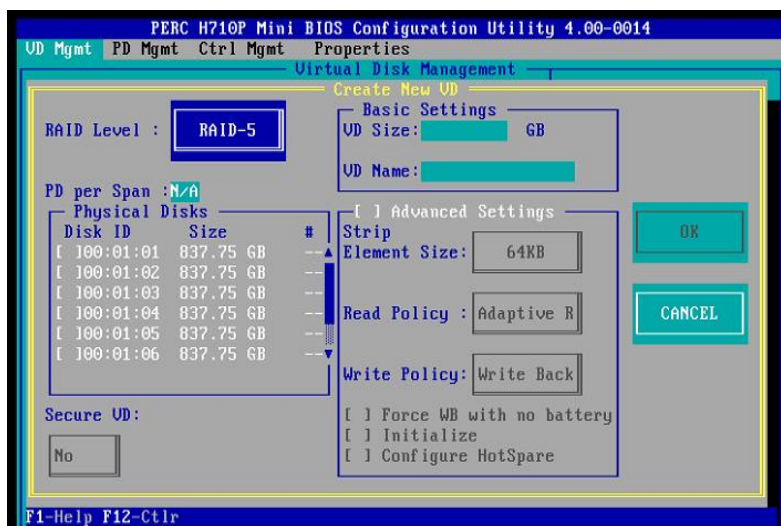 PERC H710P Mini BIOS Configuration Utility 4.00-0014
VD Mgmt PD Mgmt Ctrl Mgmt Properties
Virtual Disk Management
Create New VD
RAID Level : RAID-5
Basic Settings
VD Size: GB
VD Name:
PD per Span :N/A
Physical Disks
Disk ID Size #
[ ]00:01:01 837.75 GB --
[ ]00:01:02 837.75 GB --
[ ]00:01:03 837.75 GB --
[ ]00:01:04 837.75 GB --
[ ]00:01:05 837.75 GB --
[ ]00:01:06 837.75 GB --
Secure VD:
No
[ ] Advanced Settings
Strip
Element Size: 64KB
Read Policy : Adaptive R
Write Policy: Write Back
[ ] Force WB with no battery
[ ] Initialize
[ ] Configure HotSpare
OK
CANCEL
F1-Help F12-Ctlr